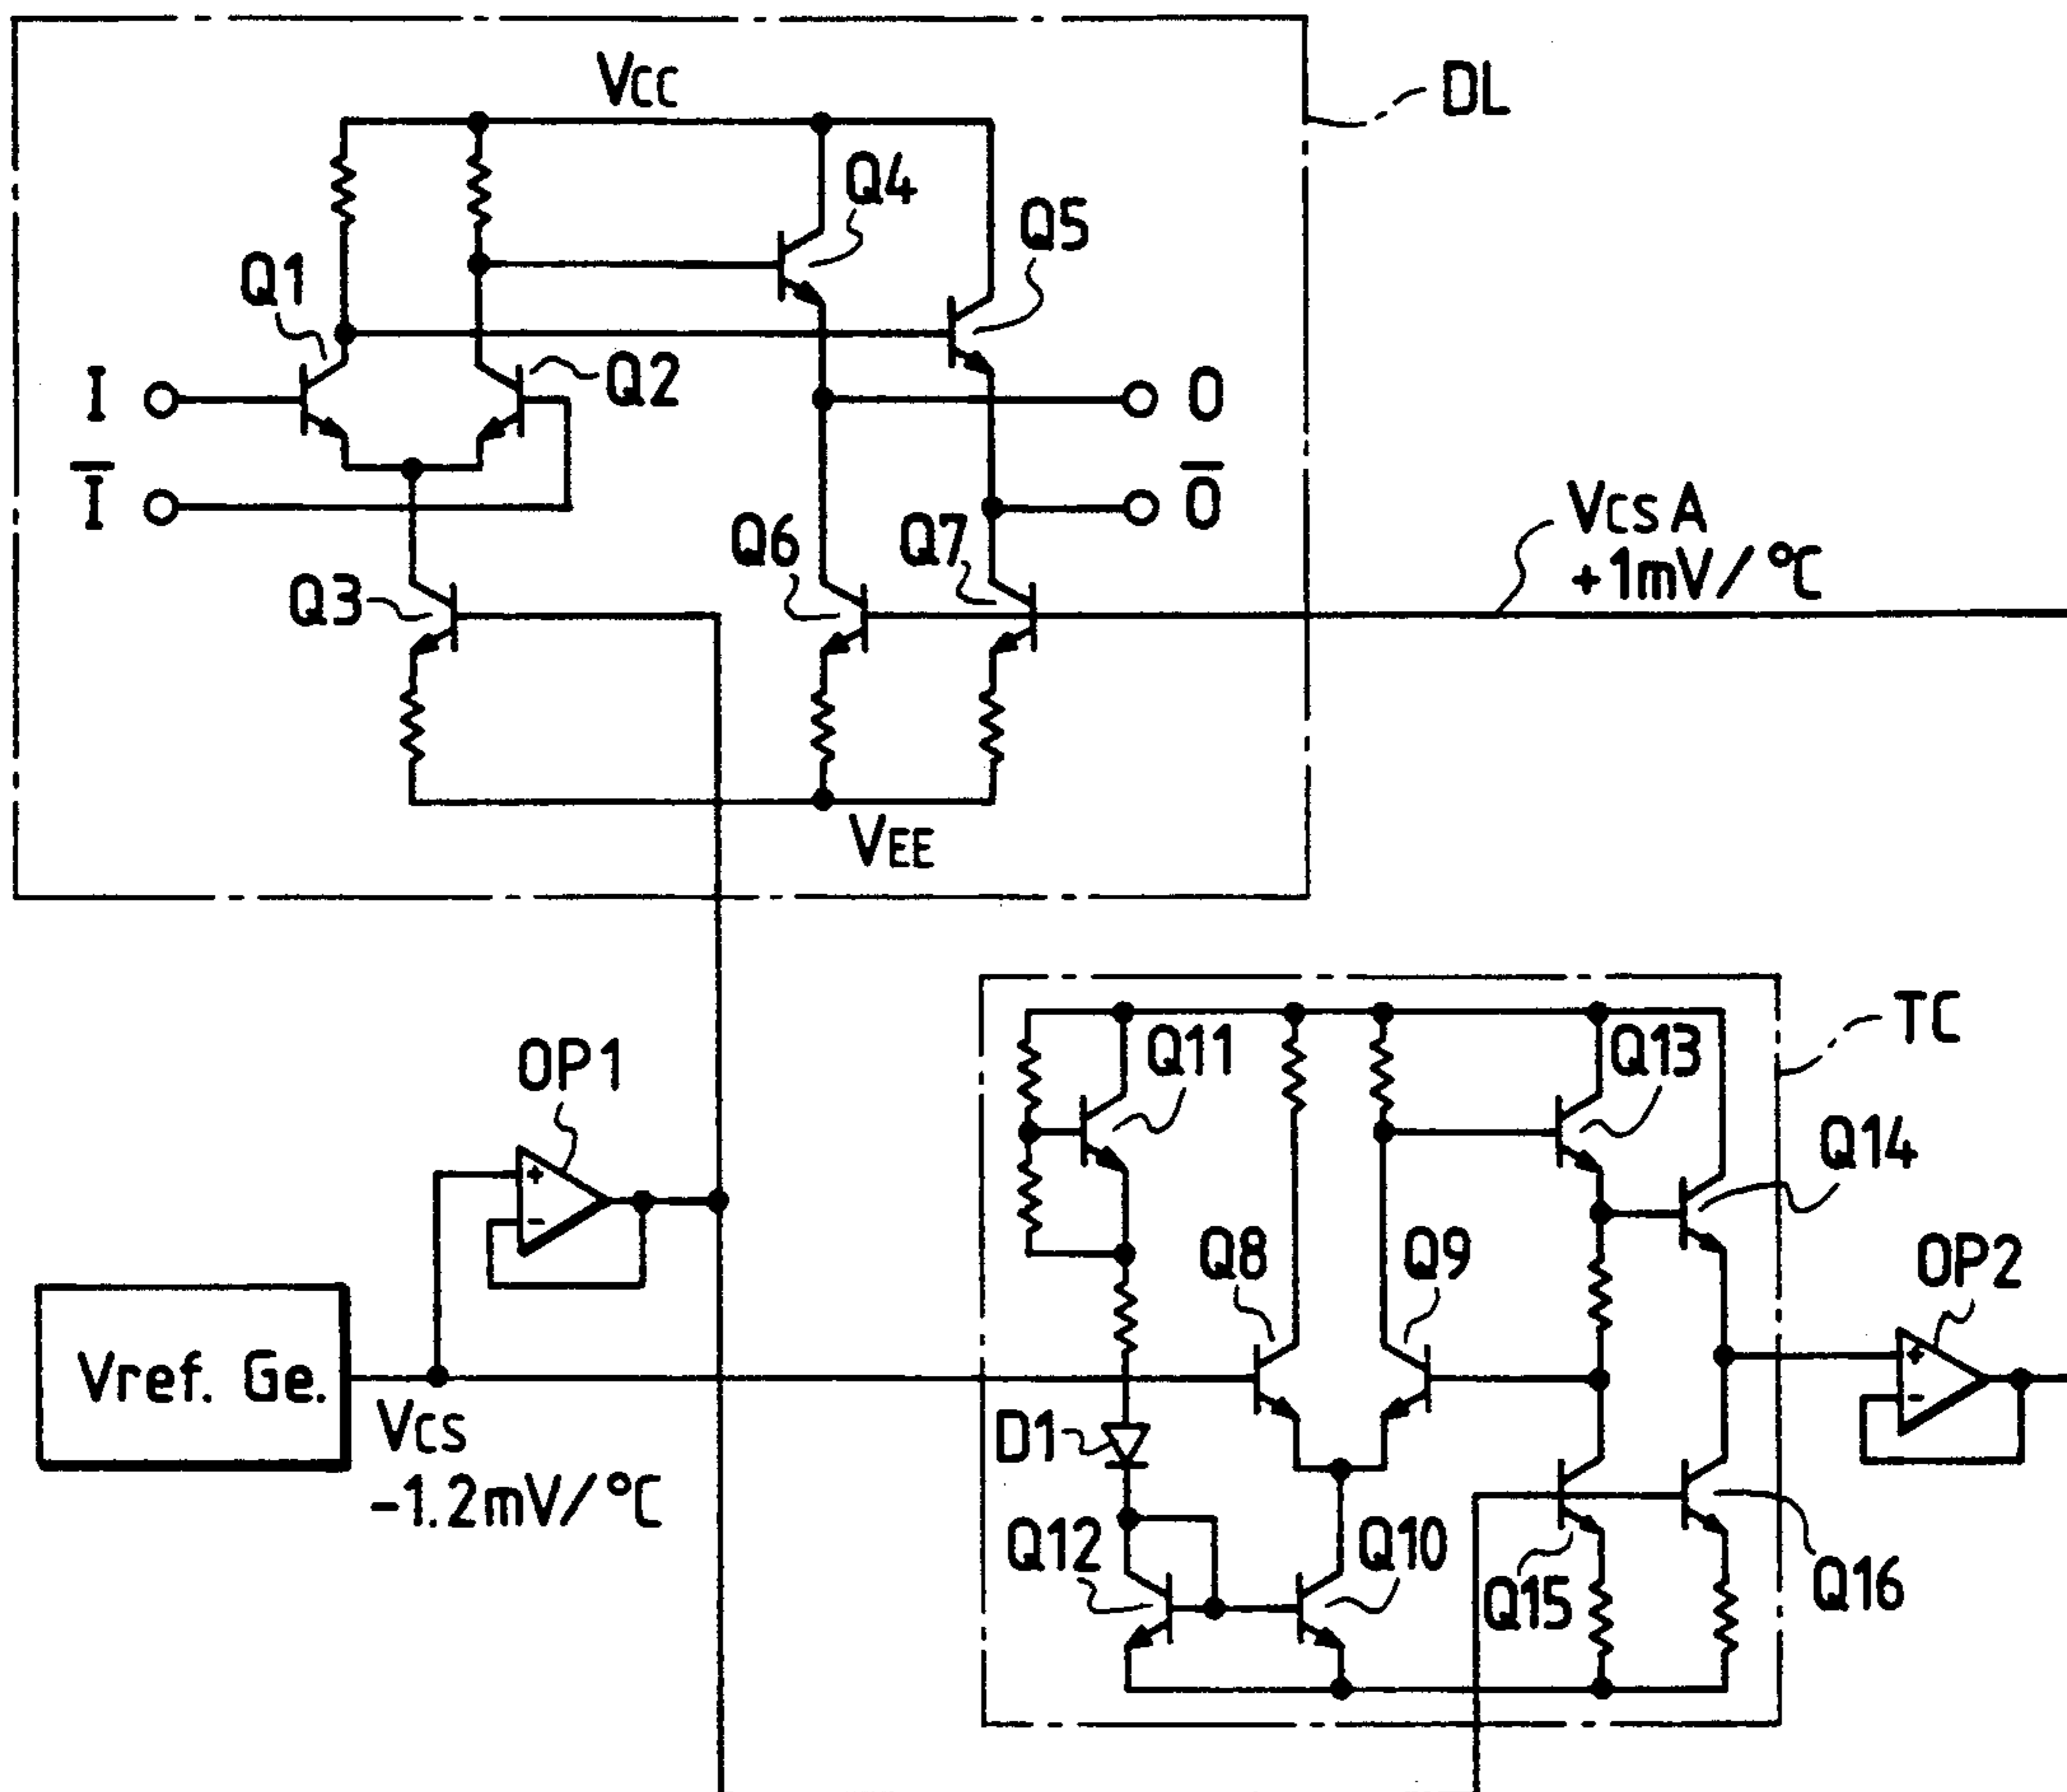 VCC
DL
Q4
Q5
Q1
Q2
I
O
I̅
O̅
VCSA
+1mV/°C
Q6
Q7
Q3
VEE
TC
OP1
Q11
Q13
Q14
Q8
Q9
OP2
+
-
+
-
Vref. Ge.
VCS
-1.2mV/°C
D1
Q12
Q10
Q15
Q16